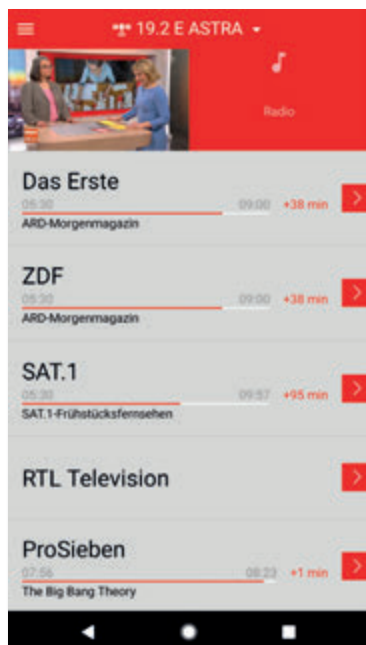 19.2 E ASTRA
Radio
Das Erste
05:30 09:00 +38 min
ARD-Morgenmagazin
ZDF
05:30 09:00 +38 min
ARD-Morgenmagazin
SAT.1
05:30 09:57 +95 min
SAT.1-Frühstücksfernsehen
RTL Television
ProSieben
07:56 08:23 +1 min
The Big Bang Theory